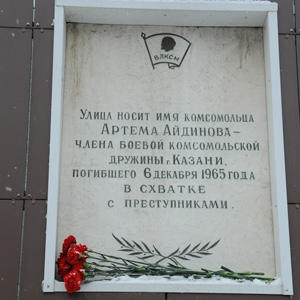 ВЛКСМ
Улица носит имя комсомольца
Артема Айдинова —
члена боевой комсомольской
дружины г. Казани,
погибшего 6 декабря 1965 года
в схватке
с преступниками.